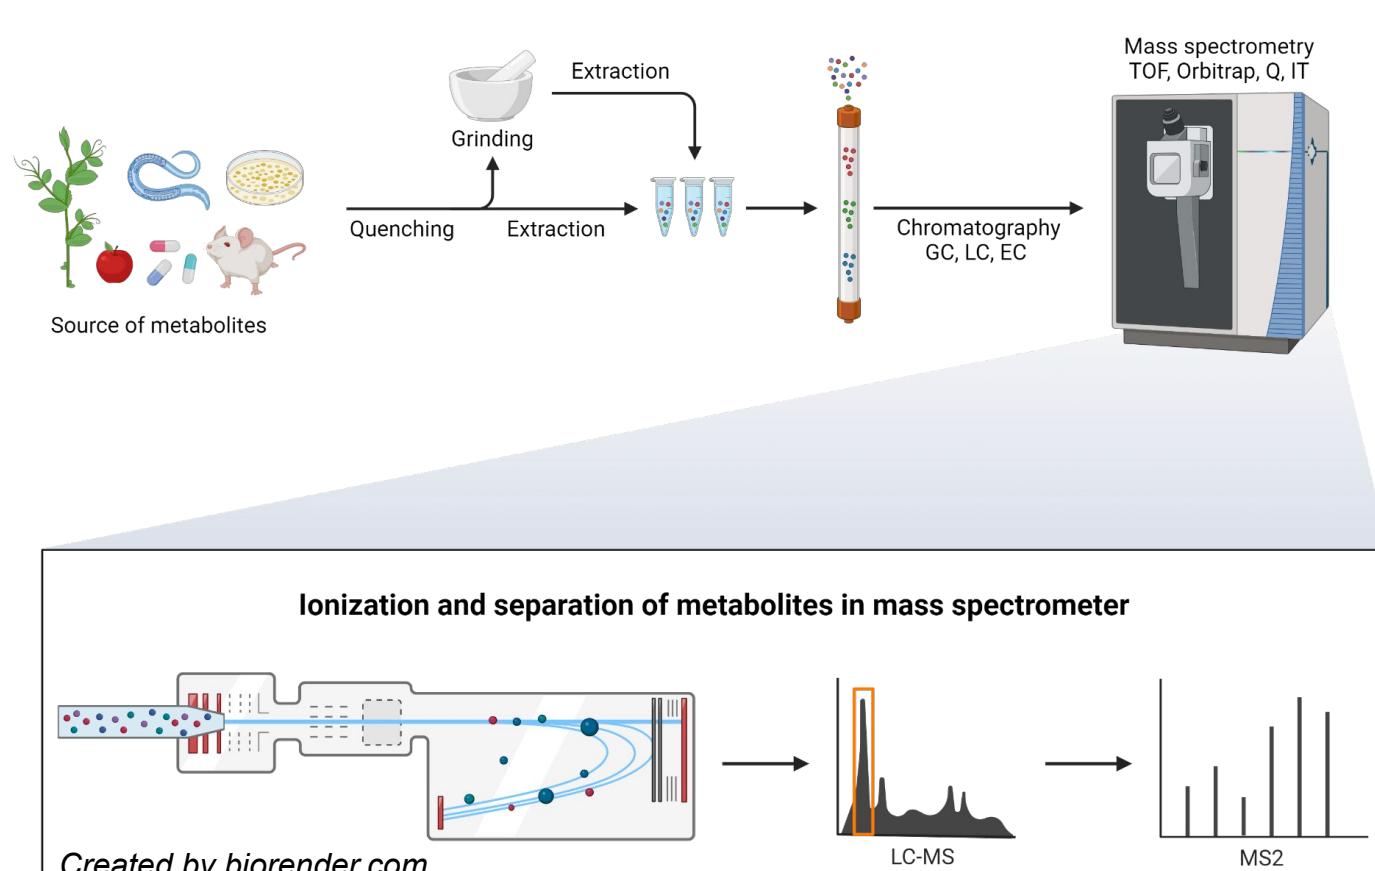 Mass spectrometry
TOF, Orbitrap, Q, IT
Extraction
Grinding
Quenching
Extraction
Chromatography
GC, LC, EC
Source of metabolites
Ionization and separation of metabolites in mass spectrometer
LC-MS
MS2
Created by biorender.com